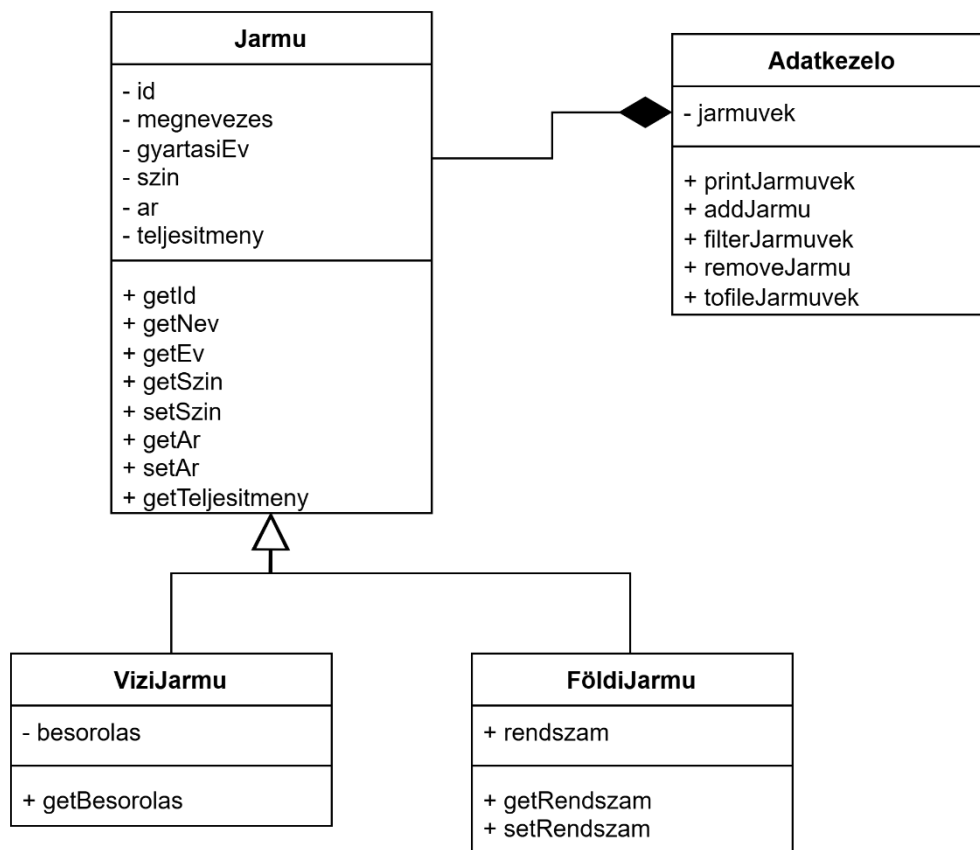 Jarmu
- id
- megnevezes
- gyartasiEv
- szin
- ar
- teljesitmeny
+ getId
+ getNev
+ getEv
+ getSzin
+ setSzin
+ getAr
+ setAr
+ getTeljesitmeny
Adatkezelo
- jarmuvek
+ printJarmuvek
+ addJarmu
+ filterJarmuvek
+ removeJarmu
+ tofileJarmuvek
ViziJarmu
- besorolas
+ getBesorolas
FöldiJarmu
+ rendszam
+ getRendszam
+ setRendszam